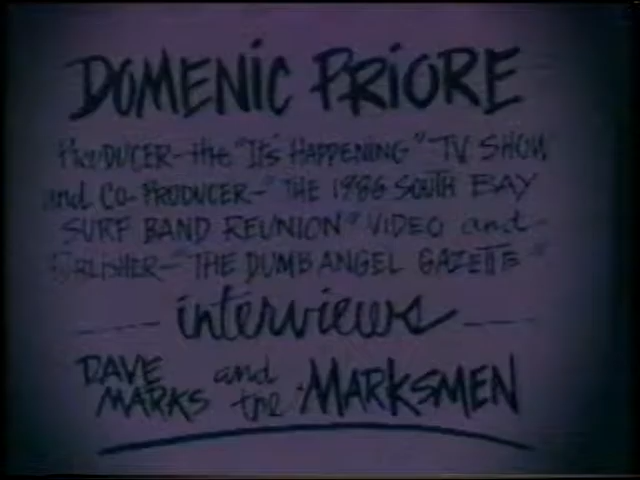 DOMENIC PRIORE
PRODUCER-the "It's HAPPENING" TV SHOW
and CO-PRODUCER-"THE 1986 SOUTH BAY
SURF BAND REUNION" VIDEO and
PUBLISHER-"THE DUMB ANGEL GAZETTE"
interviews
DAVE MARKS and the MARKSMEN